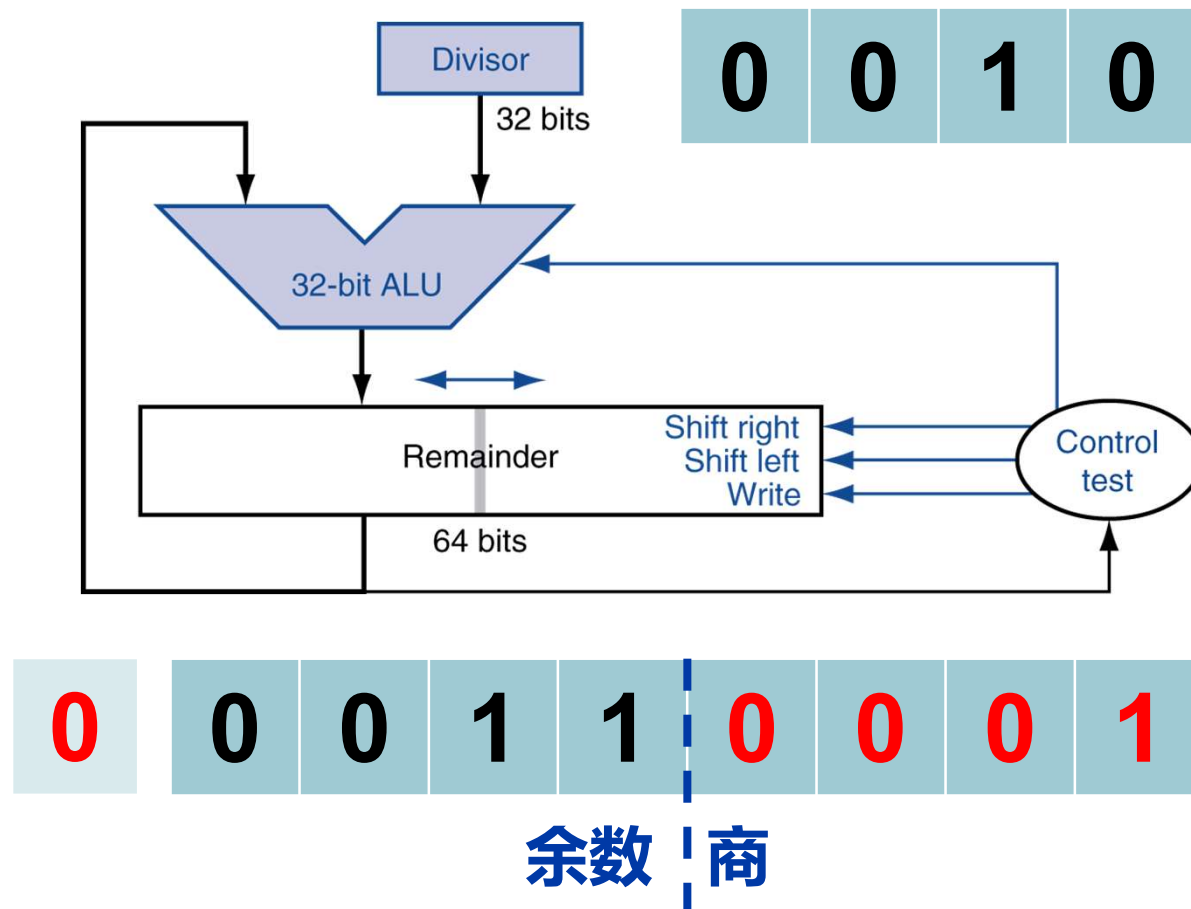 Divisor
0 0 1 0
32 bits
32-bit ALU
Remainder
Shift right
Shift left
Write
Control
test
64 bits
0 0 0 1 1 0 0 0 1
余数 商